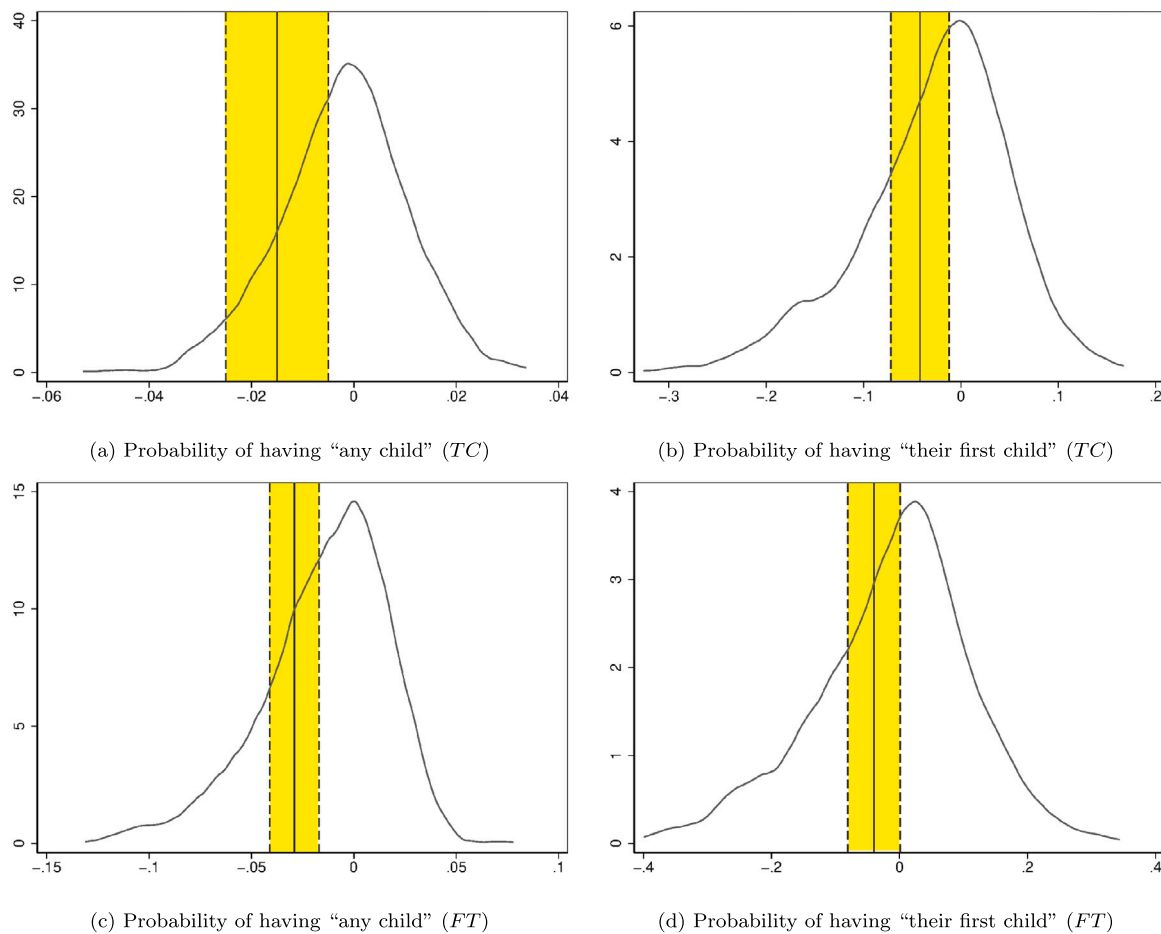 40
30
20
10
0
−.06 −.04 −.02 0 .02 .04
(a) Probability of having “any child” (TC)
6
4
2
0
−.3 −.2 −.1 0 .1 .2
(b) Probability of having “their first child” (TC)
15
10
5
0
−.15 −.1 −.05 0 .05 .1
(c) Probability of having “any child” (FT)
4
3
2
1
0
−.4 −.2 0 .2 .4
(d) Probability of having “their first child” (FT)